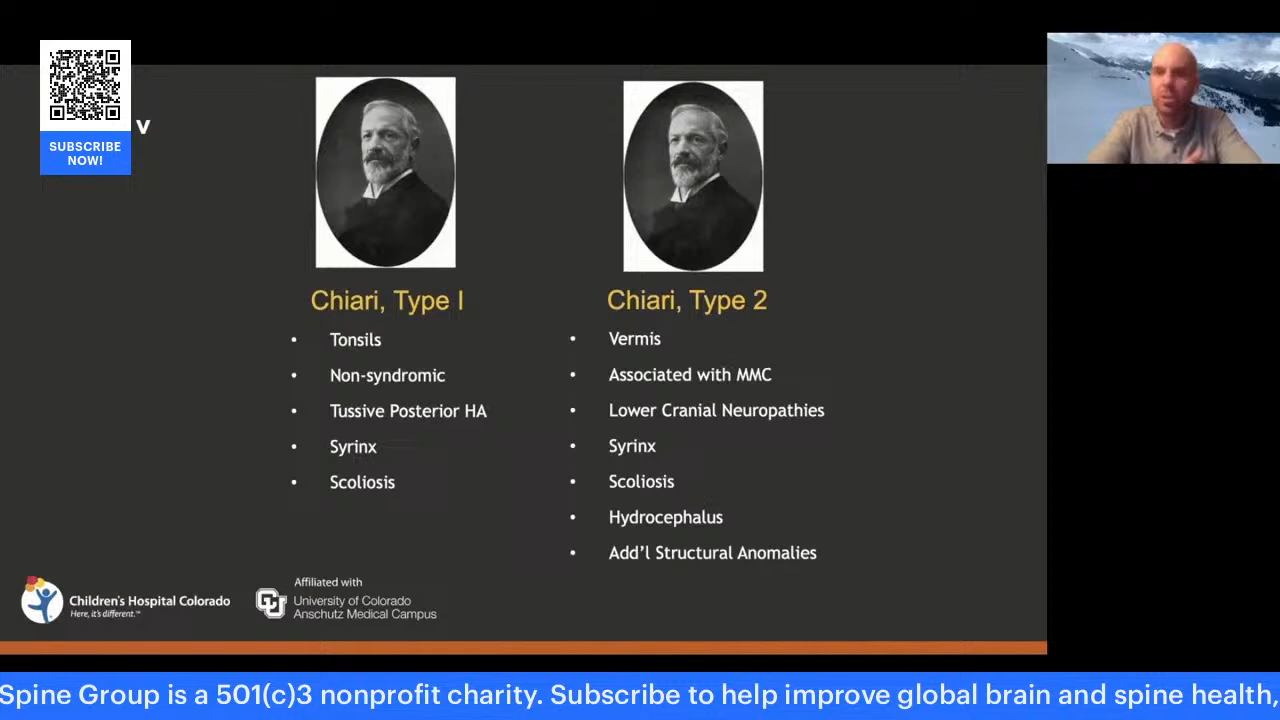 V
SUBSCRIBE
NOW!
Chiari, Type I
• Tonsils
• Non-syndromic
• Tussive Posterior HA
• Syrinx
• Scoliosis
Chiari, Type 2
• Vermis
• Associated with MMC
• Lower Cranial Neuropathies
• Syrinx
• Scoliosis
• Hydrocephalus
• Add'l Structural Anomalies
Children's Hospital Colorado
Here, it's different.™
Affiliated with
CU
University of Colorado
Anschutz Medical Campus
Spine Group is a 501(c)3 nonprofit charity. Subscribe to help improve global brain and spine health,